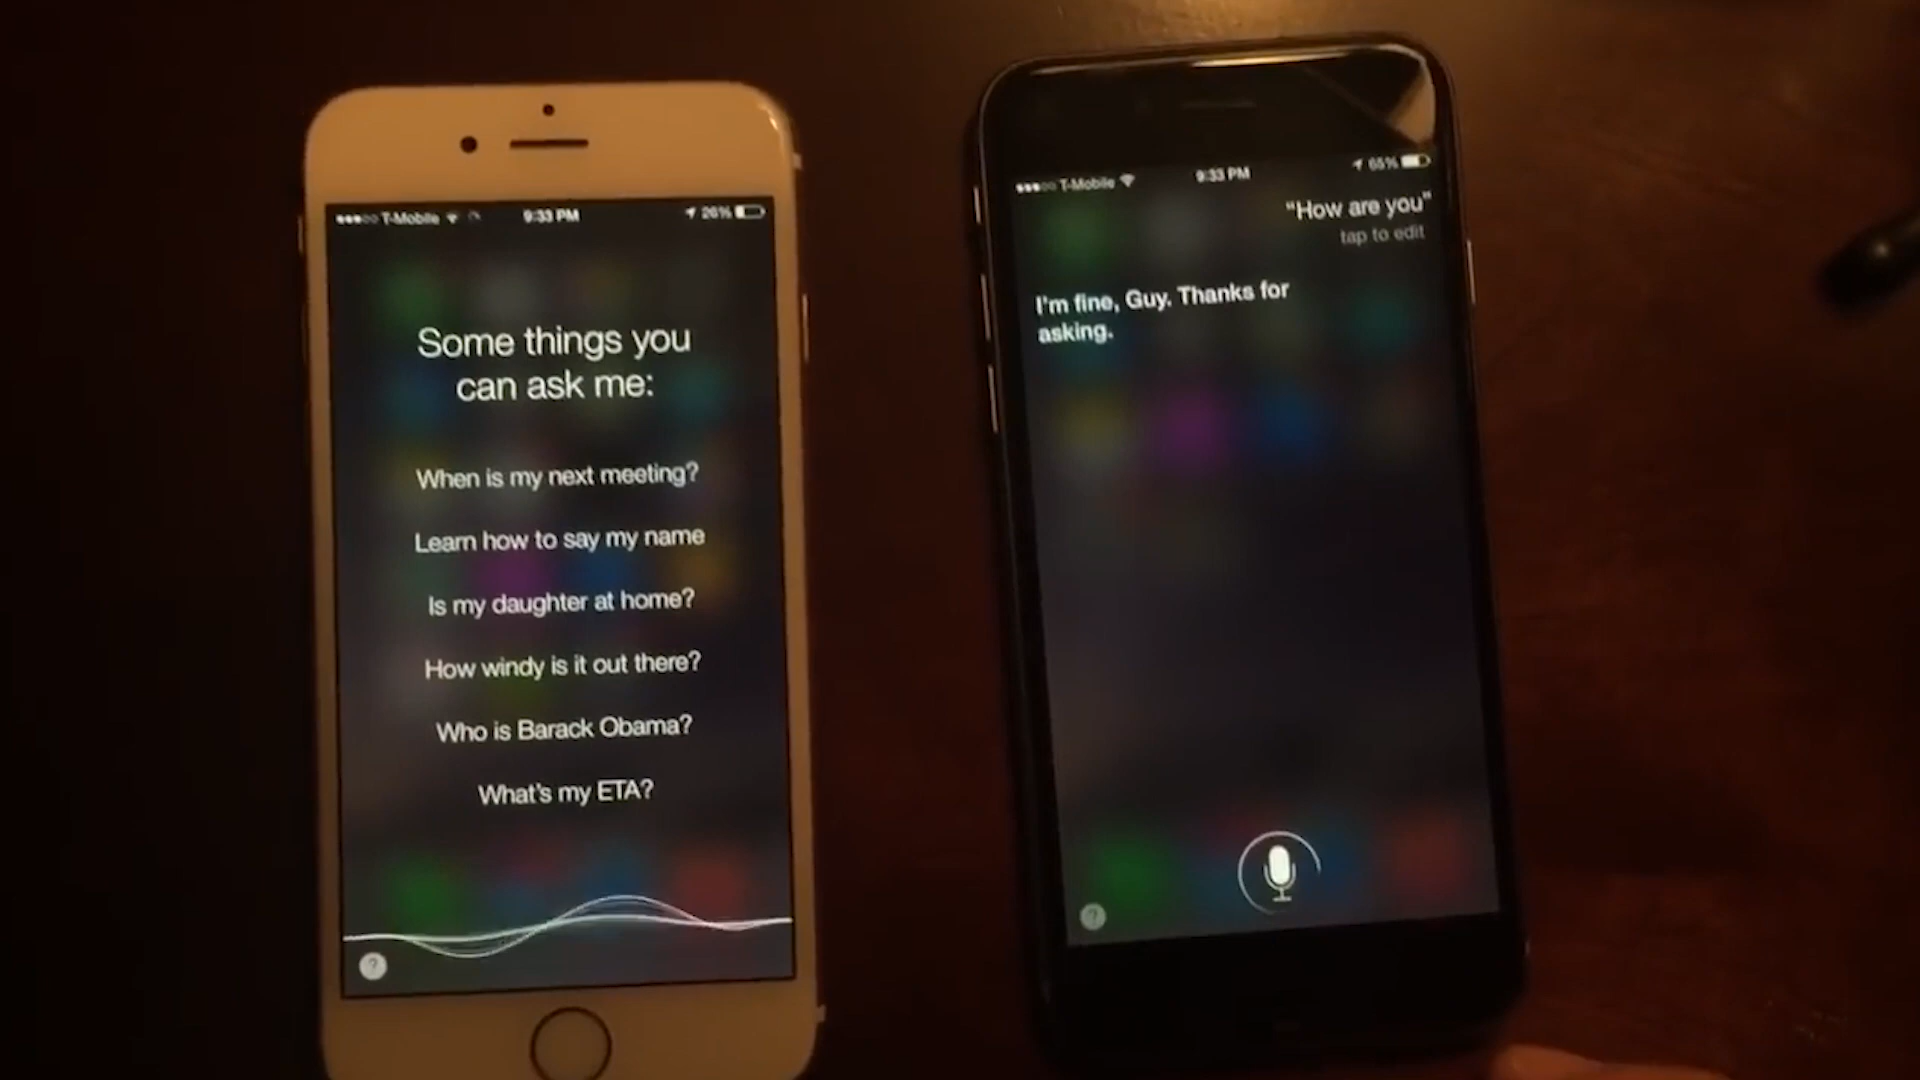 T-Mobile 9:33 PM 26%
Some things you
can ask me:
When is my next meeting?
Learn how to say my name
Is my daughter at home?
How windy is it out there?
Who is Barack Obama?
What's my ETA?
?
T-Mobile 9:33 PM 65%
“How are you”
tap to edit
I'm fine, Guy. Thanks for
asking.
?